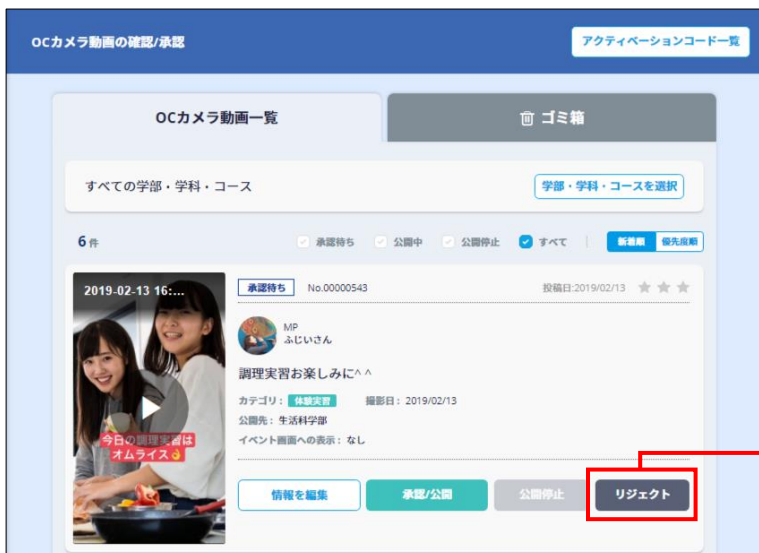 OCカメラ動画の確認/承認
アクティベーションコード一覧
OCカメラ動画一覧
ゴミ箱
すべての学部・学科・コース
学部・学科・コースを選択
6 件
承認待ち 公開中 公開停止 すべて
新着順 優先度順
2019-02-13 16:...
承認待ち No.00000543 投稿日:2019/02/13
MP
ふじいさん
調理実習お楽しみに^ ^
カテゴリ： 体験実習 撮影日： 2019/02/13
公開先： 生活科学部
イベント画面への表示： なし
今日の調理実習は
オムライス👌
情報を編集 承認/公開 公開停止 リジェクト